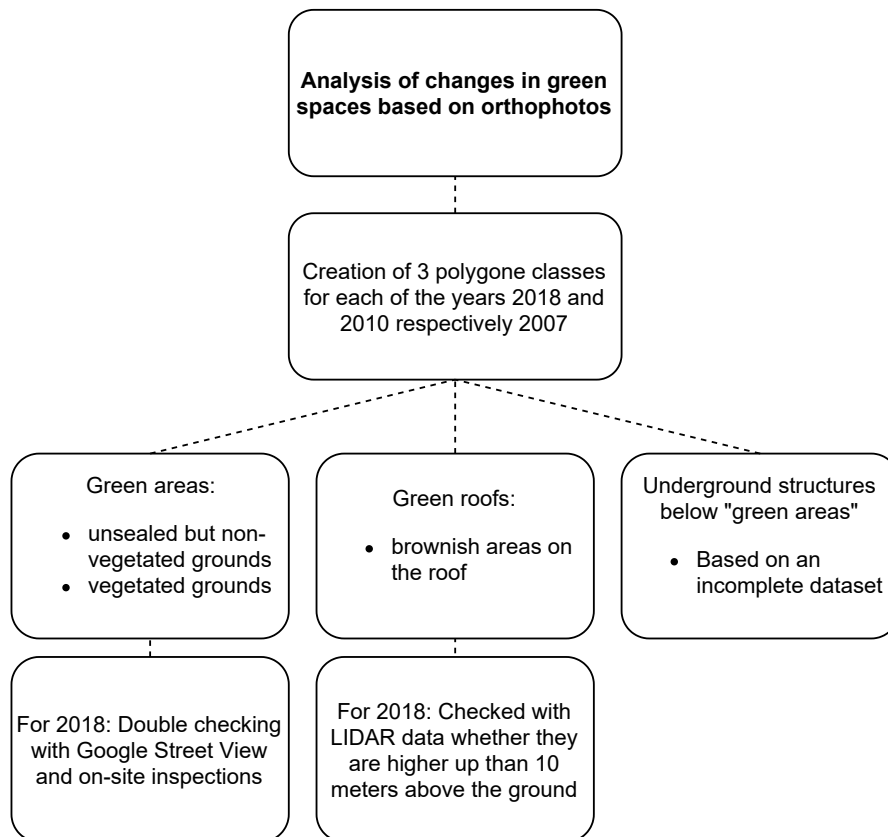 Analysis of changes in green
spaces based on orthophotos
Creation of 3 polygone classes
for each of the years 2018 and
2010 respectively 2007
Green areas:
• unsealed but non-
vegetated grounds
• vegetated grounds
Green roofs:
• brownish areas on
the roof
Underground structures
below "green areas"
• Based on an
incomplete dataset
For 2018: Double checking
with Google Street View
and on-site inspections
For 2018: Checked with
LIDAR data whether they
are higher up than 10
meters above the ground